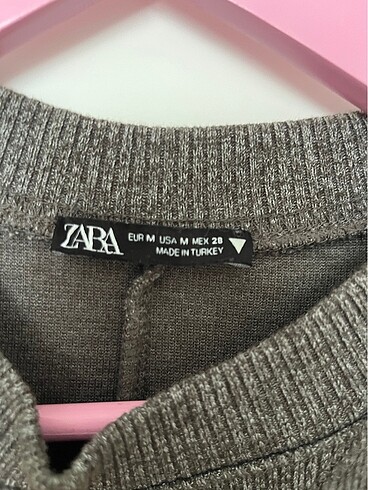 ZARA
EUR M USA M MEX 28
MADE IN TURKEY